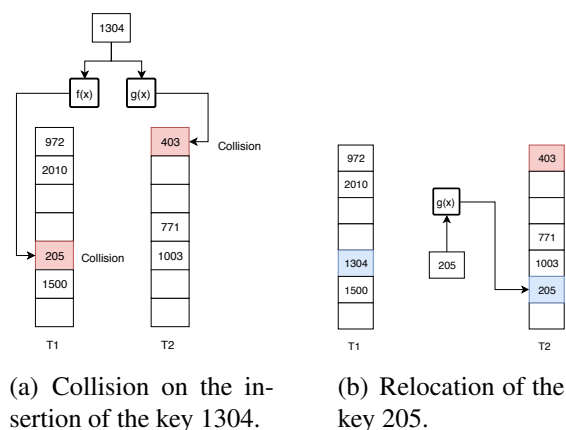 1304
f(x)
g(x)
972
2010
205
1500
T1
Collision
403
771
1003
T2
Collision
972
2010
1304
1500
T1
g(x)
205
403
771
1003
205
T2
(a) Collision on the in-
sertion of the key 1304.
(b) Relocation of the
key 205.